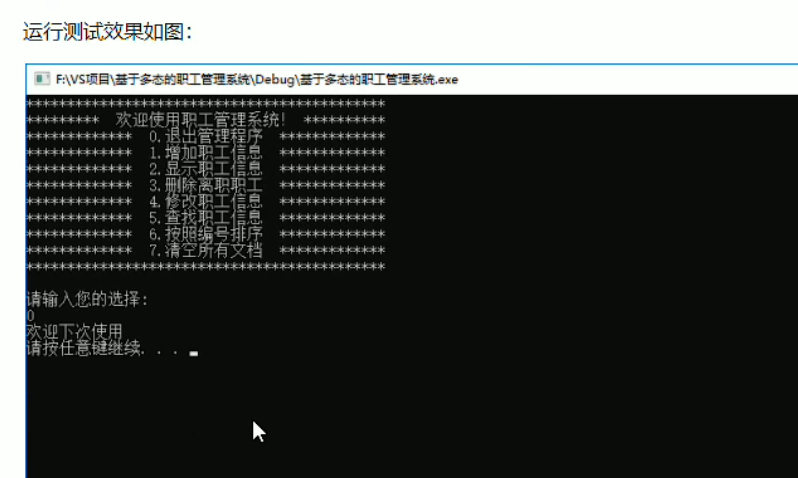 运行测试效果如图:
F:\VS项目\基于多态的职工管理系统\Debug\基于多态的职工管理系统.exe
********************************************
*********  欢迎使用职工管理系统!  **********
*************  0.退出管理程序  *************
*************  1.增加职工信息  *************
*************  2.显示职工信息  *************
*************  3.删除离职职工  *************
*************  4.修改职工信息  *************
*************  5.查找职工信息  *************
*************  6.按照编号排序  *************
*************  7.清空所有文档  *************
********************************************
请输入您的选择:
0
欢迎下次使用
请按任意键继续. . .